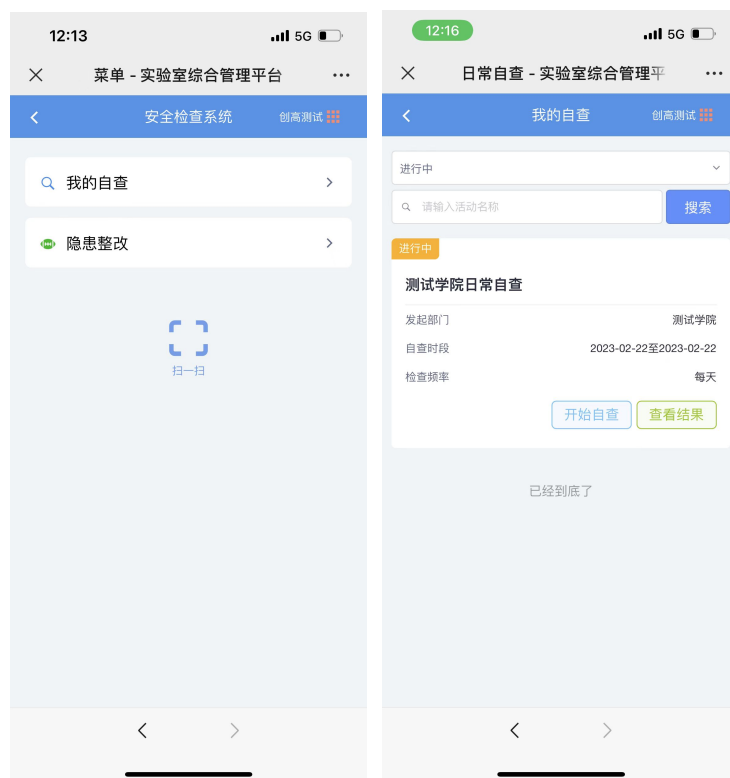 12:13
5G
菜单 - 实验室综合管理平台
安全检查系统
创高测试
我的自查
隐患整改
扫一扫
12:16
5G
日常自查 - 实验室综合管理平
我的自查
创高测试
进行中
请输入活动名称
搜索
进行中
测试学院日常自查
发起部门 测试学院
自查时段 2023-02-22至2023-02-22
检查频率 每天
开始自查 查看结果
已经到底了